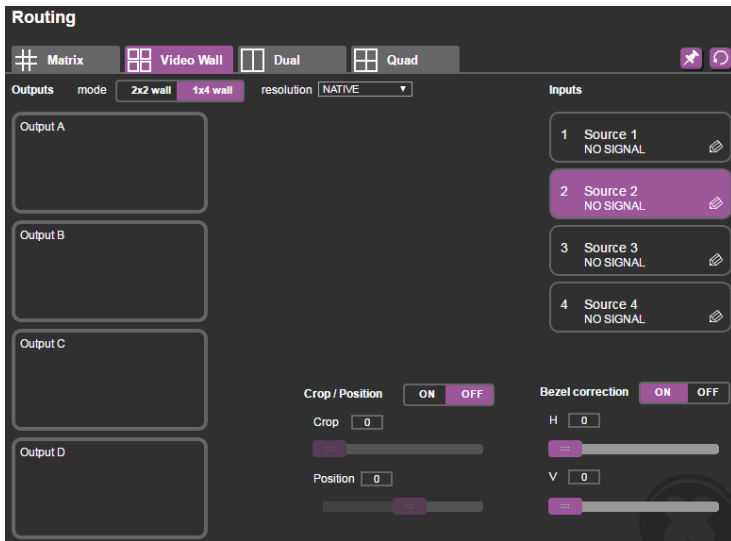 Routing
Matrix
Video Wall
Dual
Quad
Outputs mode 2x2 wall 1x4 wall resolution NATIVE
Inputs
Output A
Output B
Output C
Output D
1 Source 1
NO SIGNAL
2 Source 2
NO SIGNAL
3 Source 3
NO SIGNAL
4 Source 4
NO SIGNAL
Crop / Position ON OFF
Crop 0
Position 0
Bezel correction ON OFF
H 0
V 0